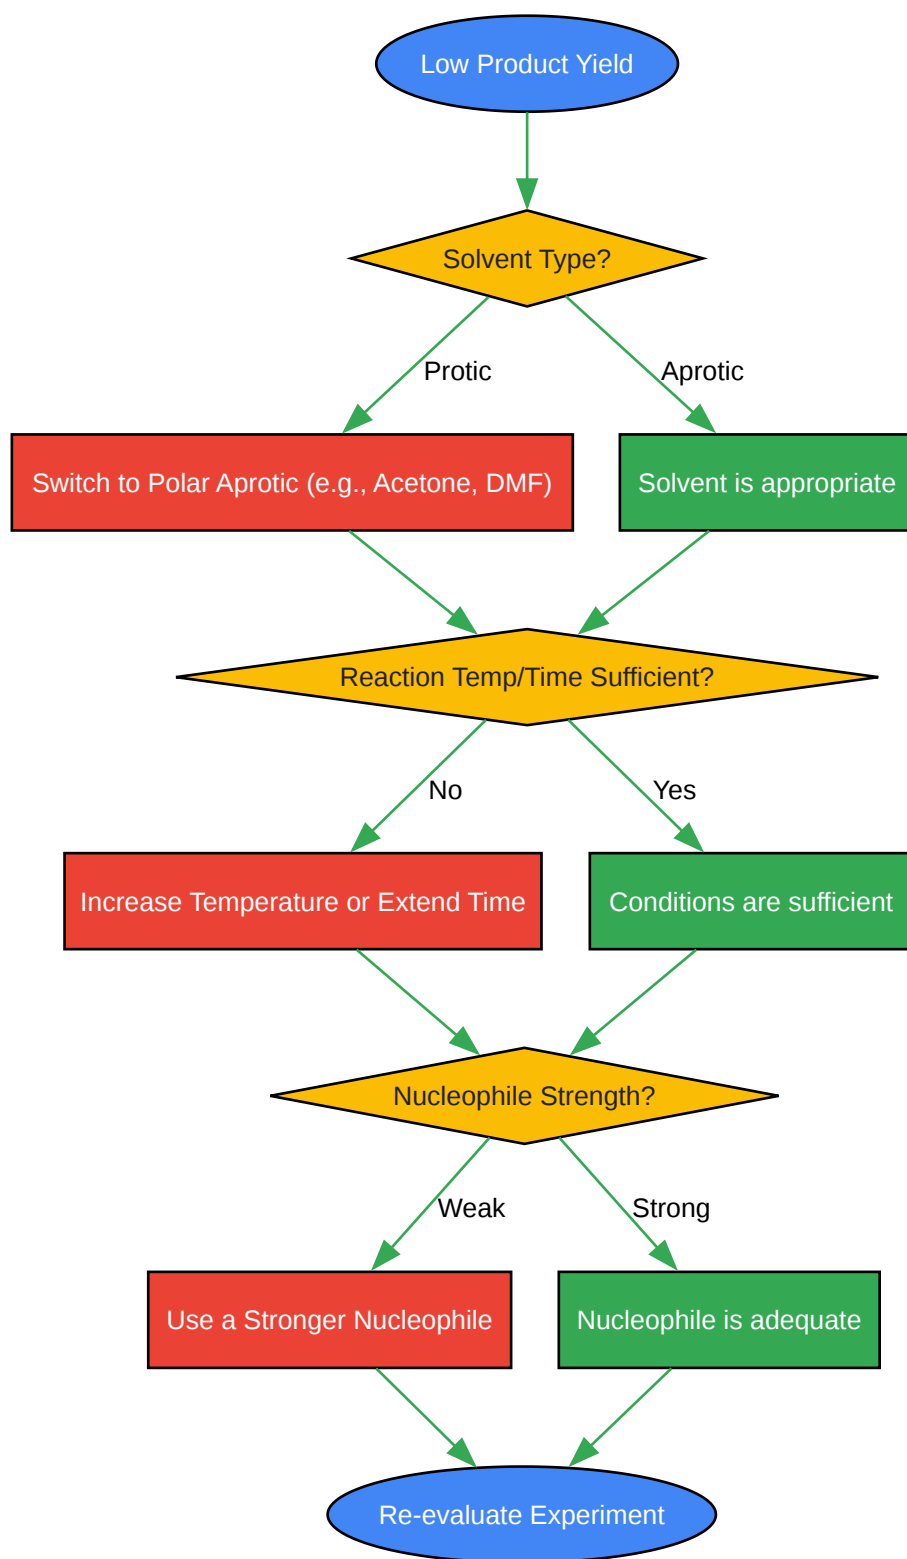 Low Product Yield
Solvent Type?
Protic
Aprotic
Switch to Polar Aprotic (e.g., Acetone, DMF)
Solvent is appropriate
Reaction Temp/Time Sufficient?
No
Yes
Increase Temperature or Extend Time
Conditions are sufficient
Nucleophile Strength?
Weak
Strong
Use a Stronger Nucleophile
Nucleophile is adequate
Re-evaluate Experiment